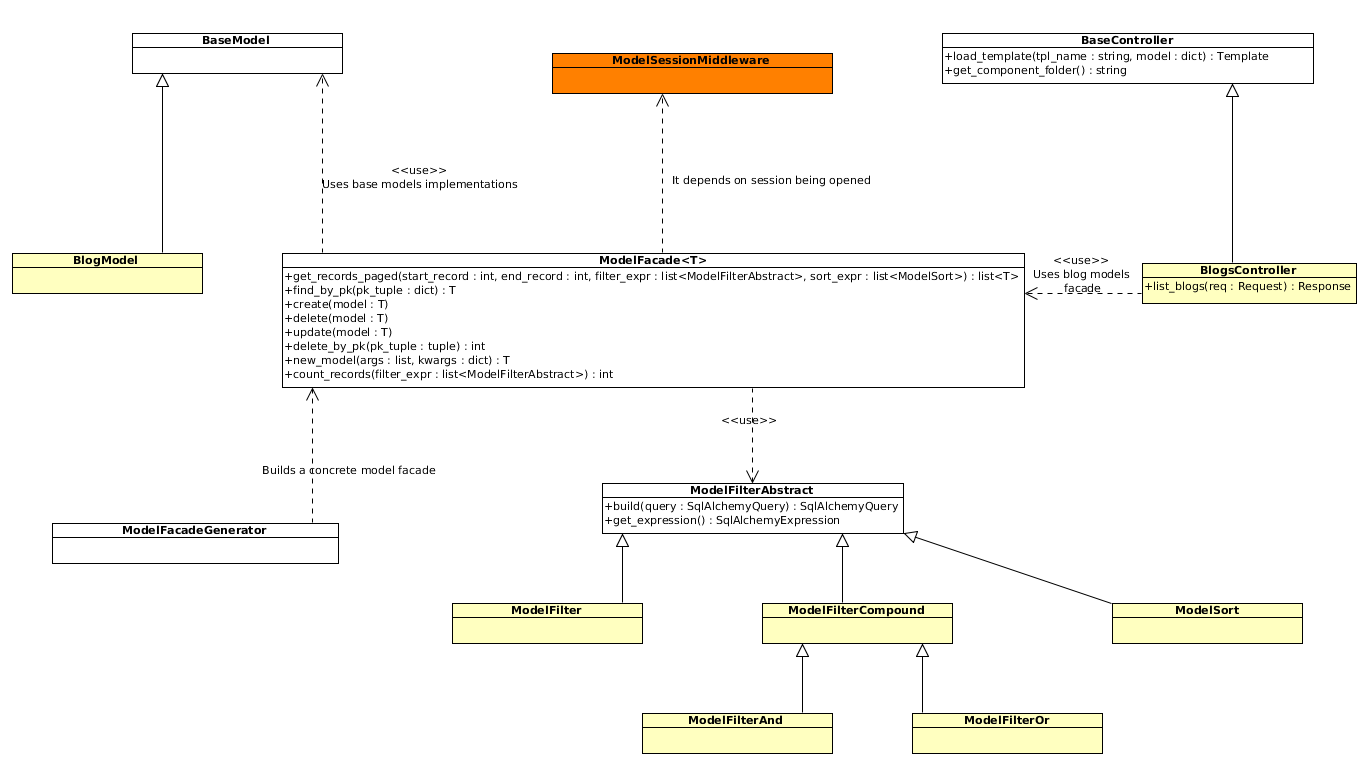 BaseModel
ModelSessionMiddleware
BaseController
+load_template(tpl_name : string, model : dict) : Template
+get_component_folder() : string
<<use>>
Uses base models implementations
It depends on session being opened
BlogModel
ModelFacade<T>
+get_records_paged(start_record : int, end_record : int, filter_expr : list<ModelFilterAbstract>, sort_expr : list<ModelSort>) : list<T>
+find_by_pk(pk_tuple : dict) : T
+create(model : T)
+delete(model : T)
+update(model : T)
+delete_by_pk(pk_tuple : tuple) : int
+new_model(args : list, kwargs : dict) : T
+count_records(filter_expr : list<ModelFilterAbstract>) : int
<<use>>
Uses blog models
facade
BlogsController
+list_blogs(req : Request) : Response
<<use>>
Builds a concrete model facade
ModelFacadeGenerator
ModelFilterAbstract
+build(query : SqlAlchemyQuery) : SqlAlchemyQuery
+get_expression() : SqlAlchemyExpression
ModelFilter
ModelFilterCompound
ModelSort
ModelFilterAnd
ModelFilterOr